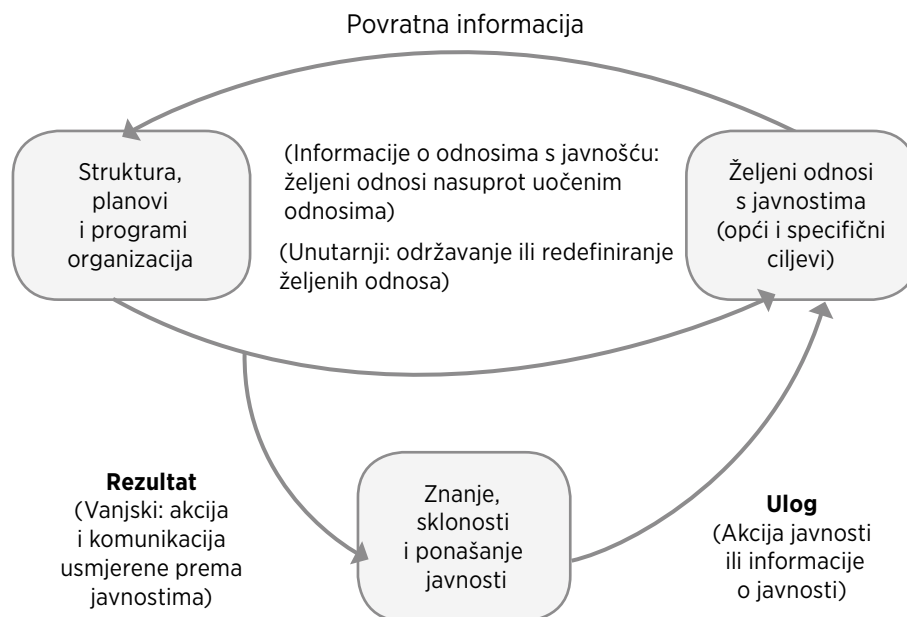 Povratna informacija
Struktura,
planovi
i programi
organizacija
(Informacije o odnosima s javnošću:
željeni odnosi nasuprot uočenim
odnosima)
(Unutarnji: održavanje ili redefiniranje
željenih odnosa)
Željeni odnosi
s javnostima
(opći i specifični
ciljevi)
Rezultat
(Vanjski: akcija
i komunikacija
usmjerene prema
javnostima)
Znanje,
sklonosti
i ponašanje
javnosti
Ulog
(Akcija javnosti
ili informacije
o javnosti)